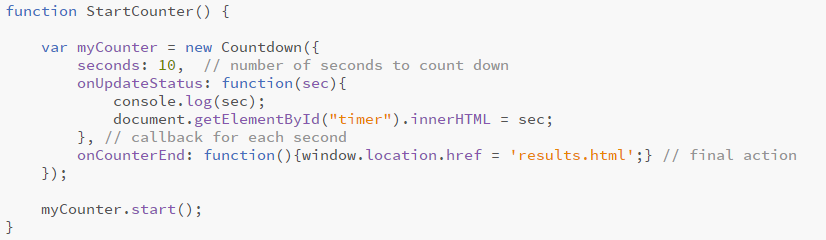 function StartCounter() {
var myCounter = new Countdown({
seconds: 10,  // number of seconds to count down
onUpdateStatus: function(sec){
console.log(sec);
document.getElementById("timer").innerHTML = sec;
}, // callback for each second
onCounterEnd: function(){window.location.href = 'results.html';} // final action
});
myCounter.start();
}